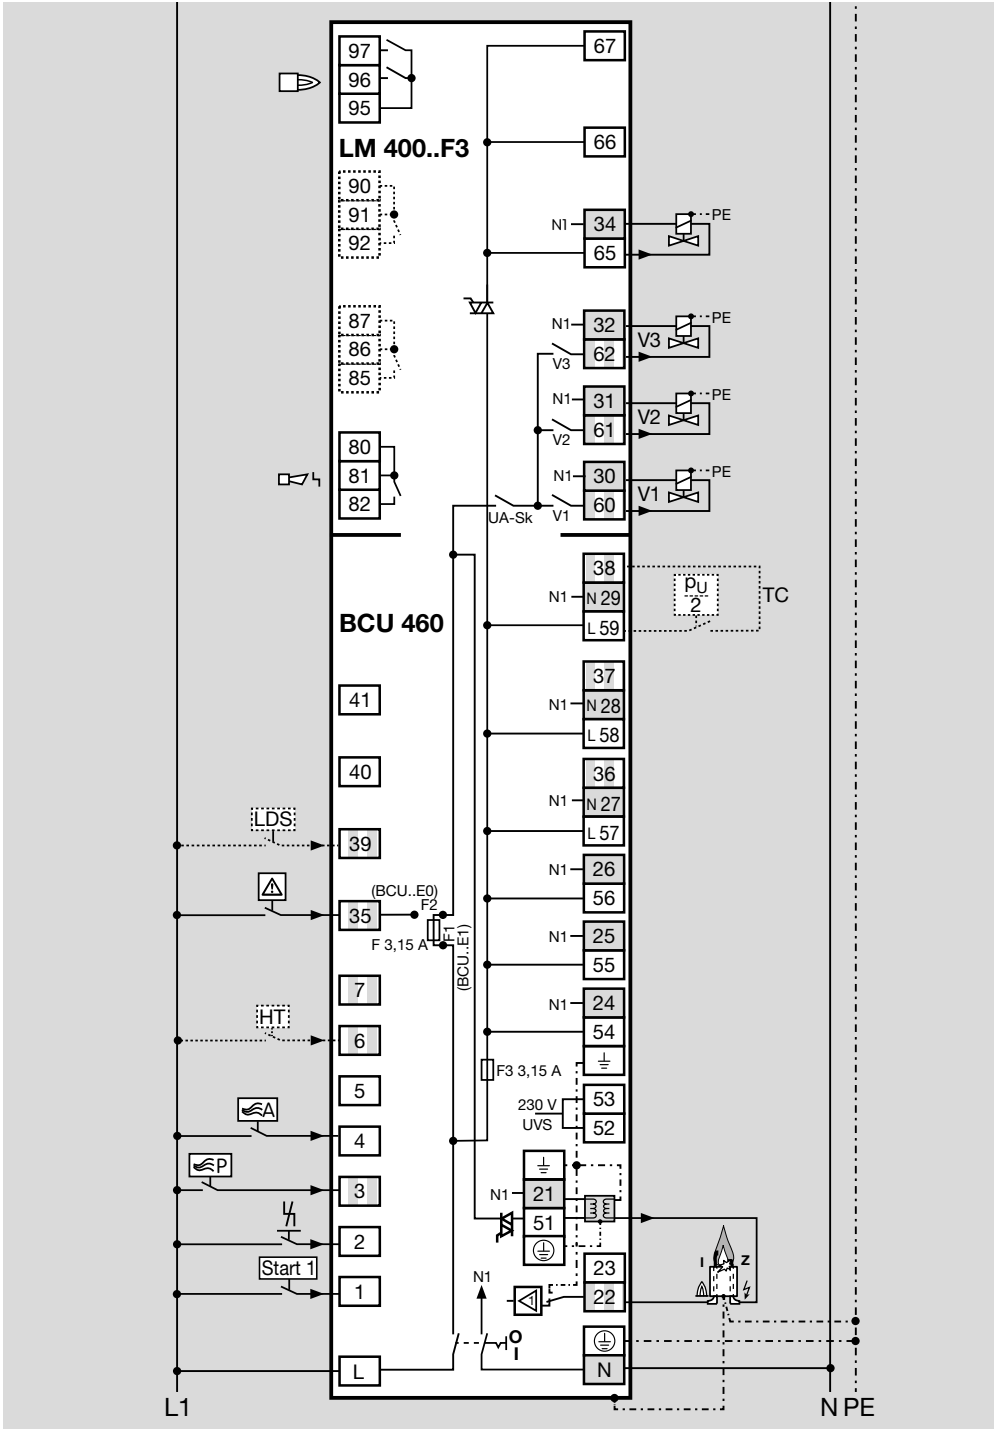 97
67
96
95
LM 400..F3
66
90
91
92
N1
34
PE
65
87
86
85
N1
32
PE
V3
62
V3
N1
31
PE
V2
61
V2
80
81
82
N1
30
PE
V1
60
UA-Sk
V1
38
N1
N 29
pU
2
TC
L 59
BCU 460
37
N1
N 28
L 58
41
36
N1
N 27
L 57
40
LDS
39
N1
26
56
(BCU..E0)
F2
35
F 3,15 A
F1
(BCU..E1)
N1
25
55
7
N1
24
54
HT
6
F3 3,15 A
5
230 V
UVS
53
52
A
4
P
3
N1
21
51
2
Start 1
1
23
22
I
Z
N1
1
O
I
L
N
L1
N PE